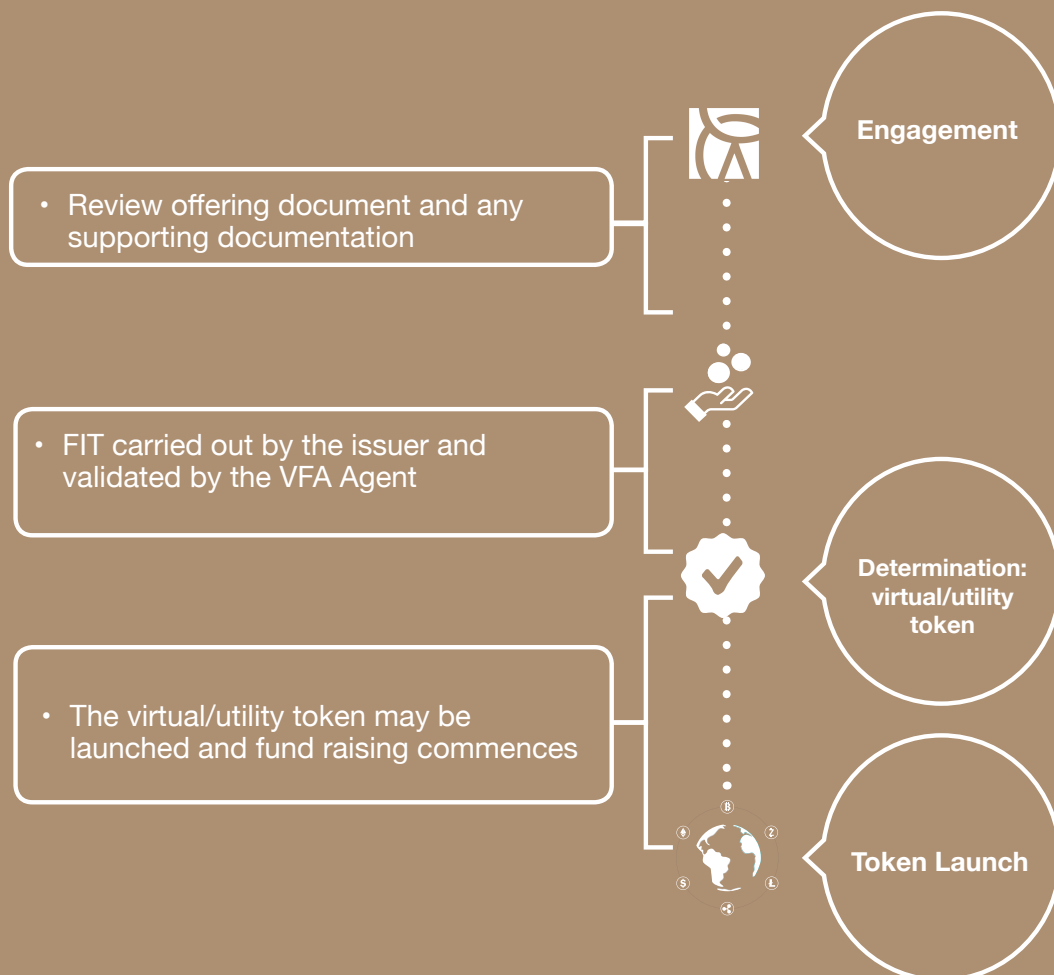 Engagement
• Review offering document and any
supporting documentation
• FIT carried out by the issuer and
validated by the VFA Agent
Determination:
virtual/utility
token
• The virtual/utility token may be
launched and fund raising commences
Token Launch